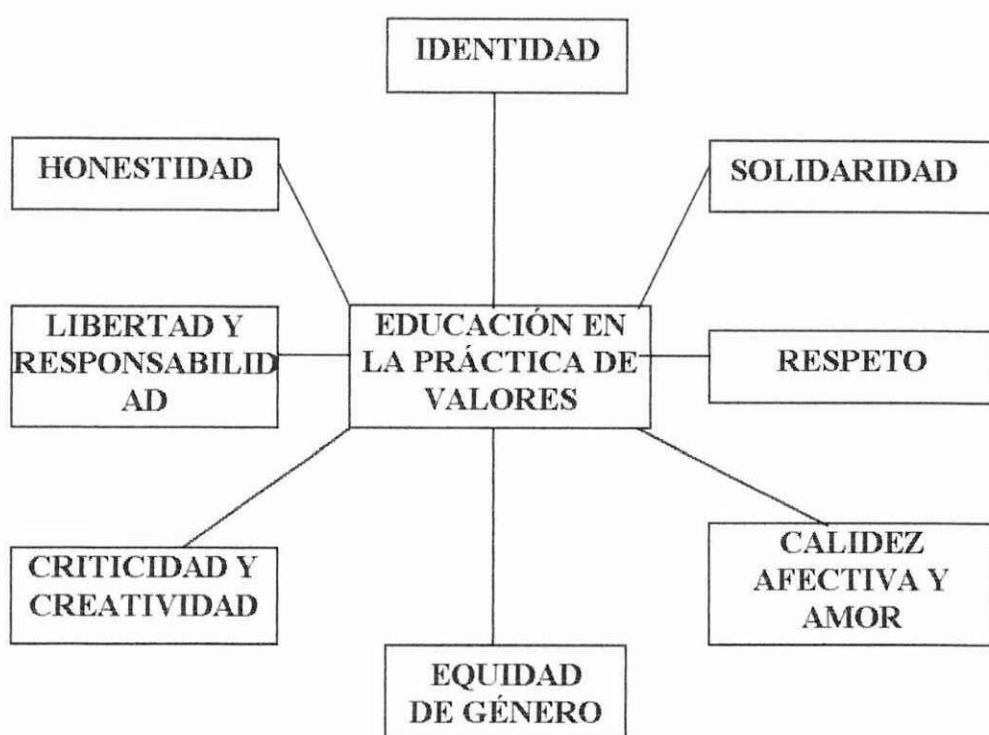 IDENTIDAD
HONESTIDAD
SOLIDARIDAD
LIBERTAD Y
RESPONSABILID
AD
EDUCACIÓN EN
LA PRÁCTICA DE
VALORES
RESPETO
CRITICIDAD Y
CREATIVIDAD
CALIDEZ
AFECTIVA Y
AMOR
EQUIDAD
DE GÉNERO